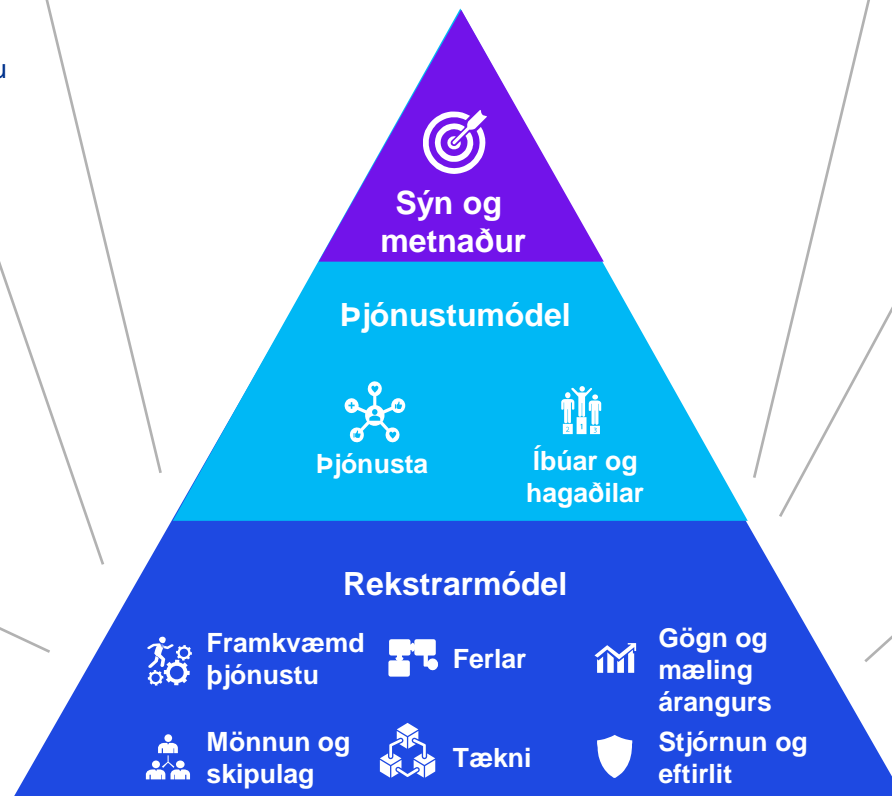 Sýn og
metnaður
Þjónustumódel
Þjónusta
Íbúar og
hagaðilar
Rekstrarmódel
Framkvæmd
þjónustu
Ferlar
Gögn og
mæling
árangurs
Mönnun og
skipulag
Tækni
Stjórnun og
eftirlit